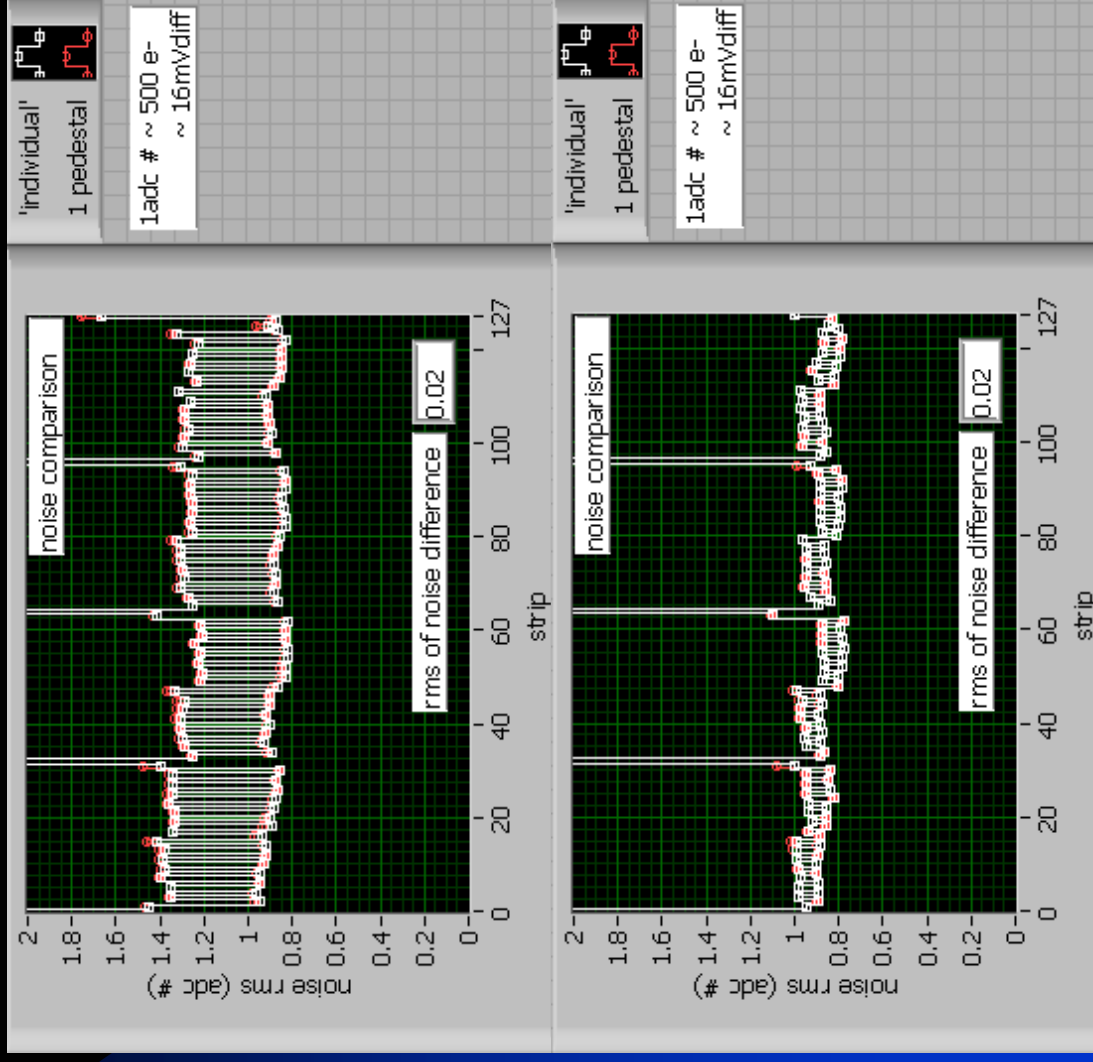 'individual'
1 pedestal
1adc # ~ 500 e-
~ 16mVdiff
noise comparison
rms of noise difference 0.02
noise rms (adc #)
2
1.8
1.6
1.4
1.2
1
0.8
0.6
0.4
0.2
0
0 20 40 60 80 100 127
strip
'individual'
1 pedestal
1adc # ~ 500 e-
~ 16mVdiff
noise comparison
rms of noise difference 0.02
noise rms (adc #)
2
1.8
1.6
1.4
1.2
1
0.8
0.6
0.4
0.2
0
0 20 40 60 80 100 127
strip